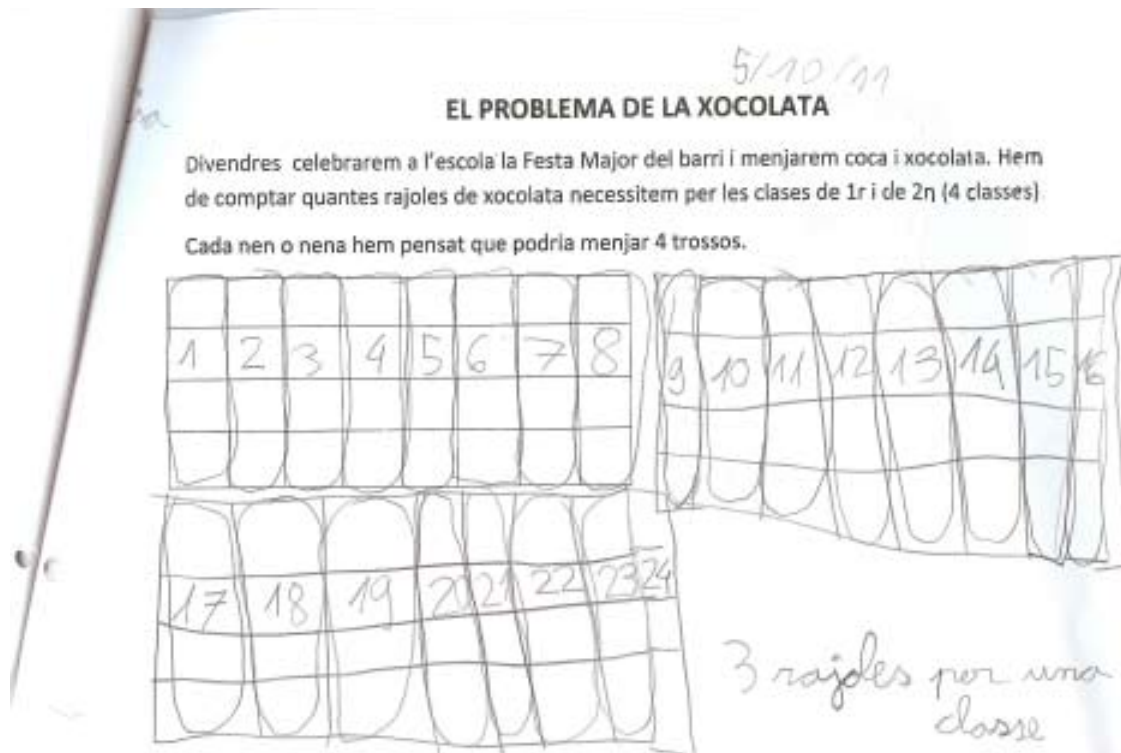 5/10/11
EL PROBLEMA DE LA XOCOLATA
Divendres celebrarem a l'escola la Festa Major del barri i menjarem coca i xocolata. Hem
de comptar quantes rajoles de xocolata necessitem per les clases de 1r i de 2n (4 classes)
Cada nen o nena hem pensat que podria menjar 4 trossos.
1 2 3 4 5 6 7 8
9 10 11 12 13 14 15 16
17 18 19 20 21 22 23 24
3 rajoles por una
classe